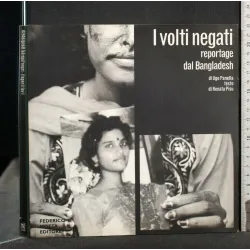 I volti negati
reportage
dal Bangladesh
di Ugo Panella
testo
di Renata Pisu
FEDERICO
EDITORE